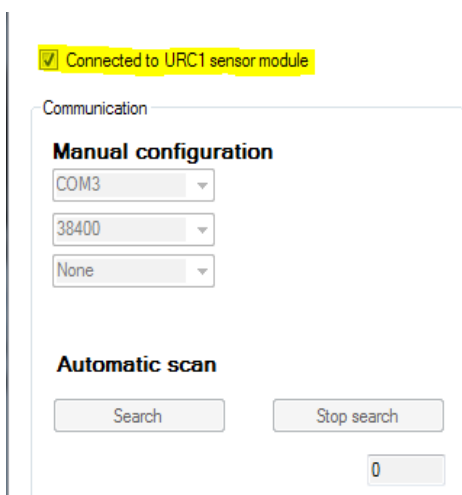 Connected to URC1 sensor module
Communication
Manual configuration
COM3
38400
None
Automatic scan
Search Stop search
0